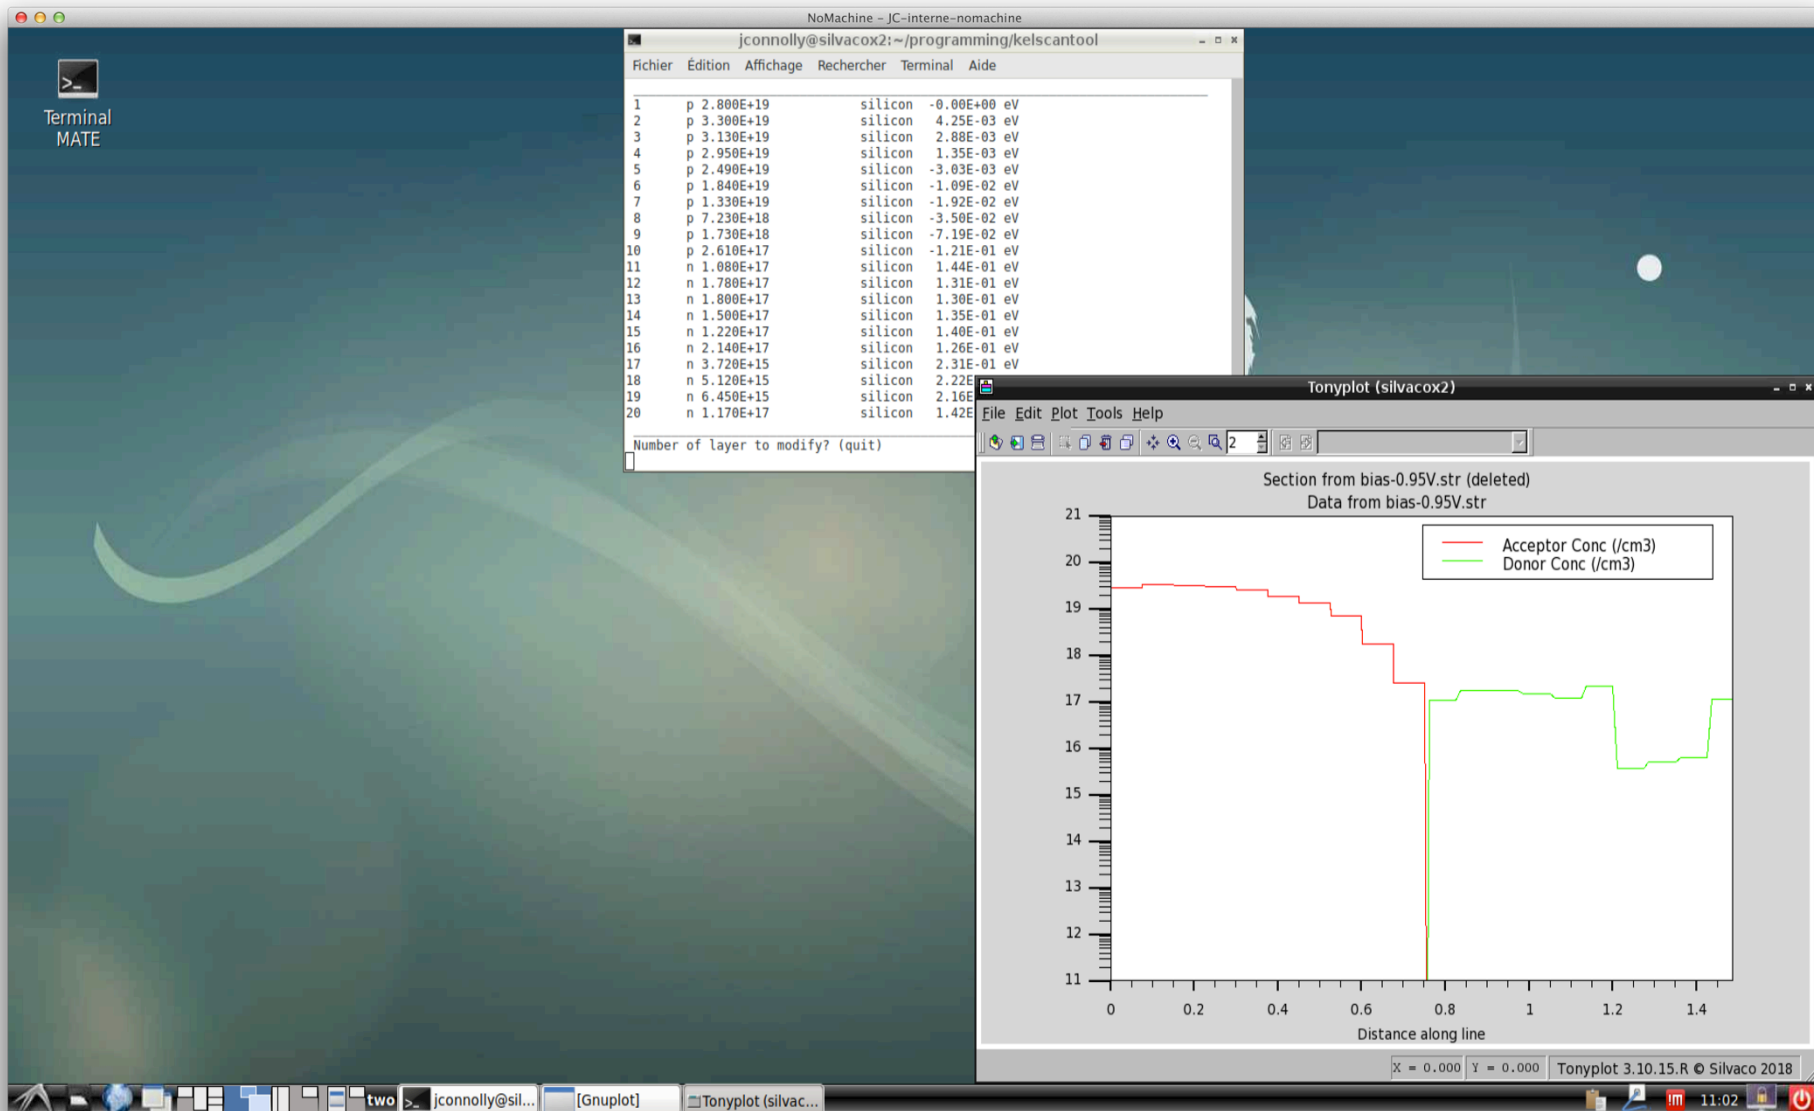 NoMachine - JC-interne-nomachine
Terminal
MATE
jconnolly@silvacox2:~/programming/kelscantool
Fichier Édition Affichage Rechercher Terminal Aide
1 p 2.800E+19 silicon -0.00E+00 eV
2 p 3.300E+19 silicon 4.25E-03 eV
3 p 3.130E+19 silicon 2.88E-03 eV
4 p 2.950E+19 silicon 1.35E-03 eV
5 p 2.490E+19 silicon -3.03E-03 eV
6 p 1.840E+19 silicon -1.09E-02 eV
7 p 1.330E+19 silicon -1.92E-02 eV
8 p 7.230E+18 silicon -3.50E-02 eV
9 p 1.730E+18 silicon -7.19E-02 eV
10 p 2.610E+17 silicon -1.21E-01 eV
11 n 1.080E+17 silicon 1.44E-01 eV
12 n 1.780E+17 silicon 1.31E-01 eV
13 n 1.800E+17 silicon 1.30E-01 eV
14 n 1.500E+17 silicon 1.35E-01 eV
15 n 1.220E+17 silicon 1.40E-01 eV
16 n 2.140E+17 silicon 1.26E-01 eV
17 n 3.720E+15 silicon 2.31E-01 eV
18 n 5.120E+15 silicon 2.22E
19 n 6.450E+15 silicon 2.16E
20 n 1.170E+17 silicon 1.42E
Number of layer to modify? (quit)
Tonyplot (silvacox2)
File Edit Plot Tools Help
2
Section from bias-0.95V.str (deleted)
Data from bias-0.95V.str
Acceptor Conc (/cm3)
Donor Conc (/cm3)
21
20
19
18
17
16
15
14
13
12
11
0 0.2 0.4 0.6 0.8 1 1.2 1.4
Distance along line
X = 0.000 Y = 0.000 Tonyplot 3.10.15.R © Silvaco 2018
two jconnolly@sil... [Gnuplot] Tonyplot (silvac... !M 11:02